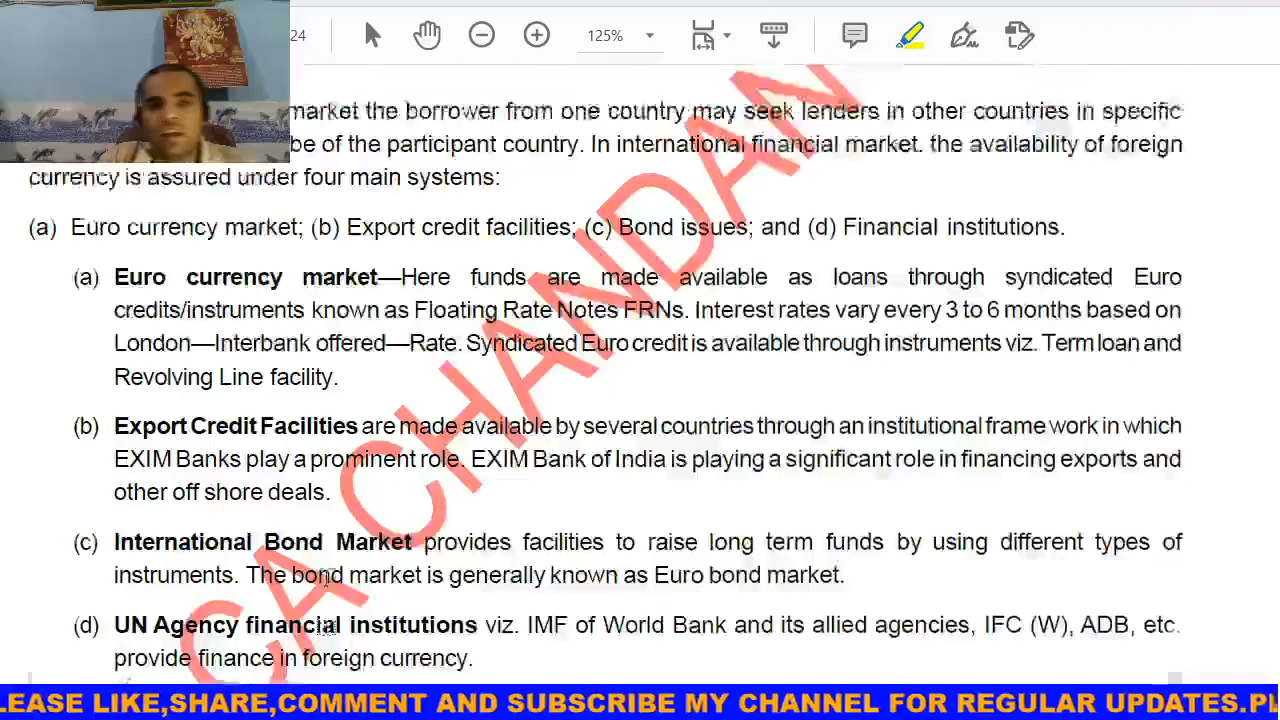 24
125%
market the borrower from one country may seek lenders in other countries in specific
be of the participant country. In international financial market. the availability of foreign
currency is assured under four main systems:
(a) Euro currency market; (b) Export credit facilities; (c) Bond issues; and (d) Financial institutions.
(a) Euro currency market—Here funds are made available as loans through syndicated Euro
credits/instruments known as Floating Rate Notes FRNs. Interest rates vary every 3 to 6 months based on
London—Interbank offered—Rate. Syndicated Euro credit is available through instruments viz. Term loan and
Revolving Line facility.
(b) Export Credit Facilities are made available by several countries through an institutional frame work in which
EXIM Banks play a prominent role. EXIM Bank of India is playing a significant role in financing exports and
other off shore deals.
(c) International Bond Market provides facilities to raise long term funds by using different types of
instruments. The bond market is generally known as Euro bond market.
(d) UN Agency financial institutions viz. IMF of World Bank and its allied agencies, IFC (W), ADB, etc.
provide finance in foreign currency.
CA CHANDAN
LEASE LIKE,SHARE,COMMENT AND SUBSCRIBE MY CHANNEL FOR REGULAR UPDATES.PL